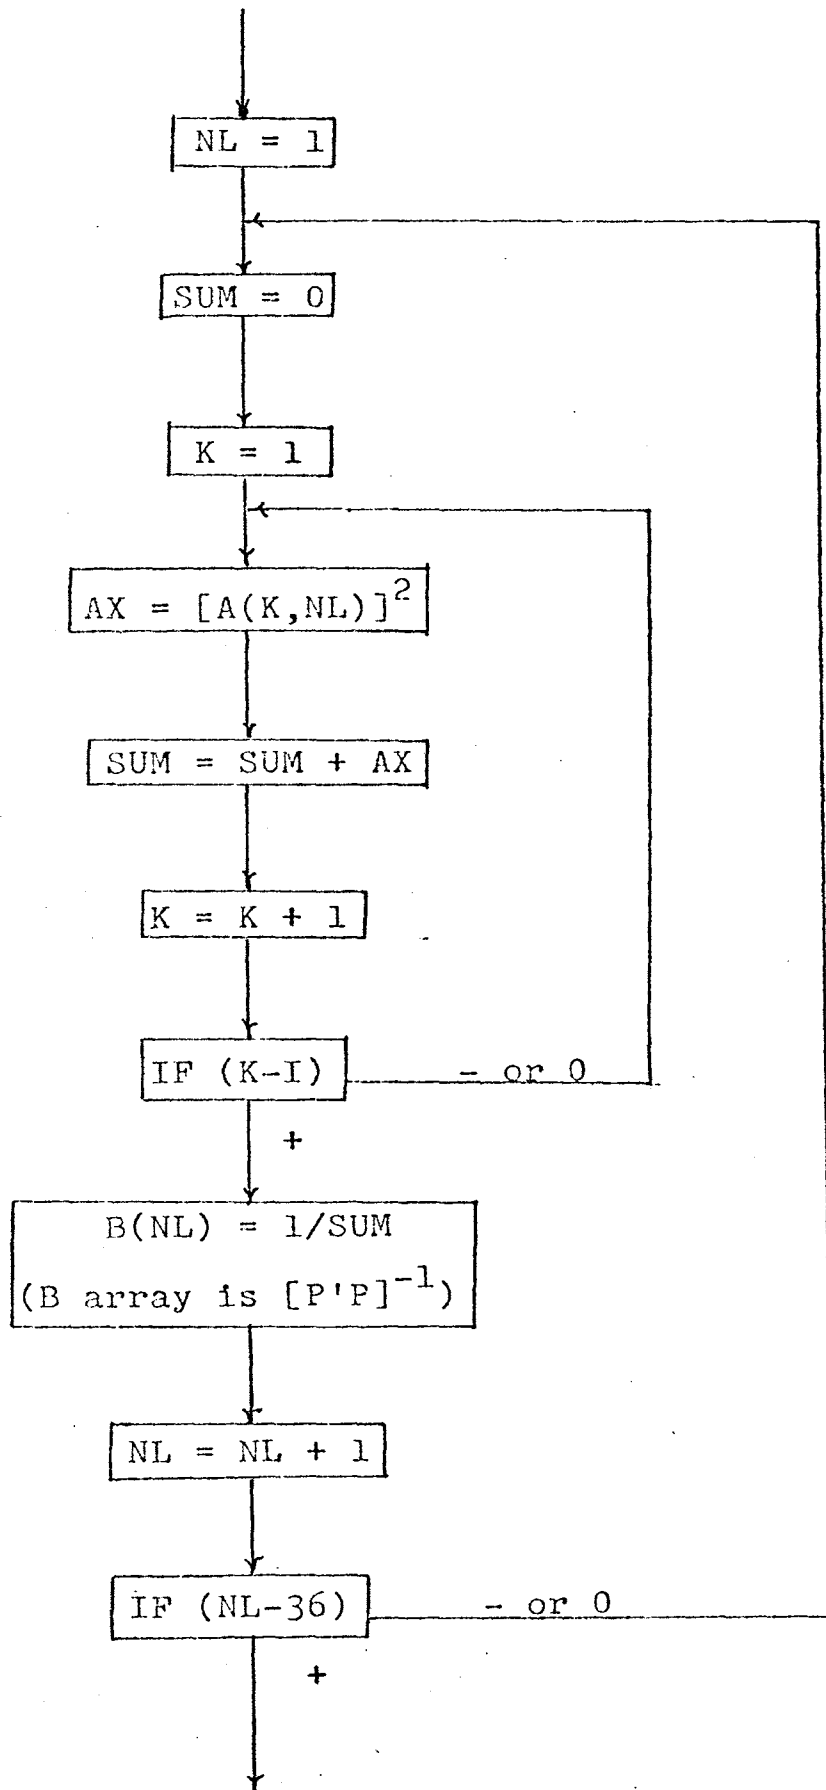 NL = 1
SUM = 0
K = 1
AX = [A(K,NL)]²
SUM = SUM + AX
K = K + 1
IF (K-I) - or 0
+
B(NL) = 1/SUM
(B array is [P'P]⁻¹)
NL = NL + 1
IF (NL-36) - or 0
+